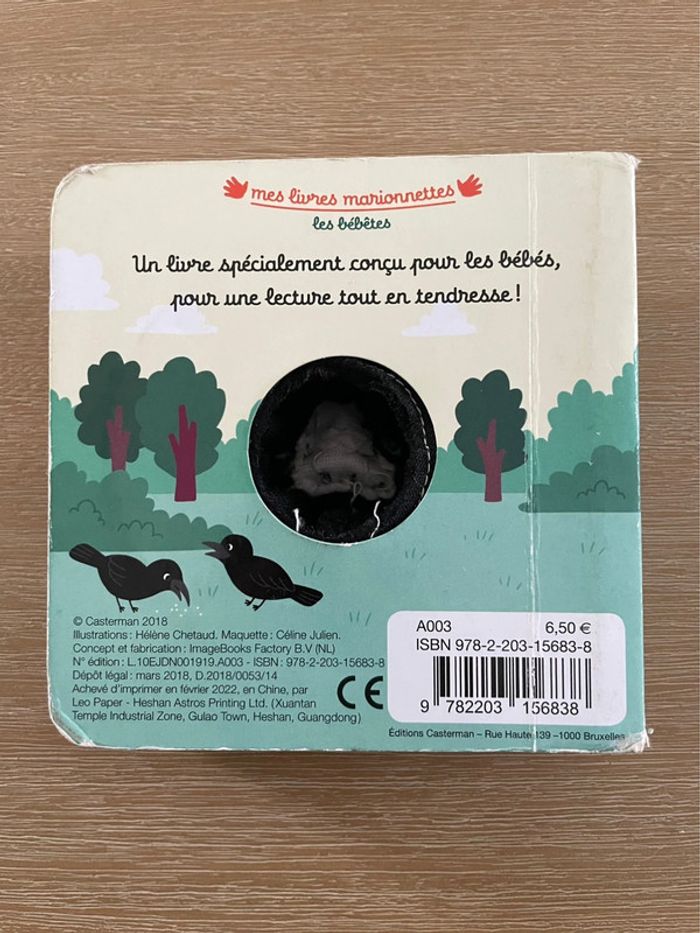 mes livres marionnettes
les bébêtes
Un livre spécialement conçu pour les bébés,
pour une lecture tout en tendresse !
© Casterman 2018
Illustrations : Hélène Chetaud. Maquette : Céline Julien.
Concept et fabrication : ImageBooks Factory B.V (NL)
N° édition : L.10EJDN001919.A003 - ISBN : 978-2-203-15683-8
Dépôt légal : mars 2018, D.2018/0053/14
Achevé d'imprimer en février 2022, en Chine, par
Leo Paper - Heshan Astros Printing Ltd. (Xuantan
Temple Industrial Zone, Gulao Town, Heshan, Guangdong)
CE
A003 6,50 €
ISBN 978-2-203-15683-8
9 782203 156838
Éditions Casterman – Rue Haute 139 –1000 Bruxelles